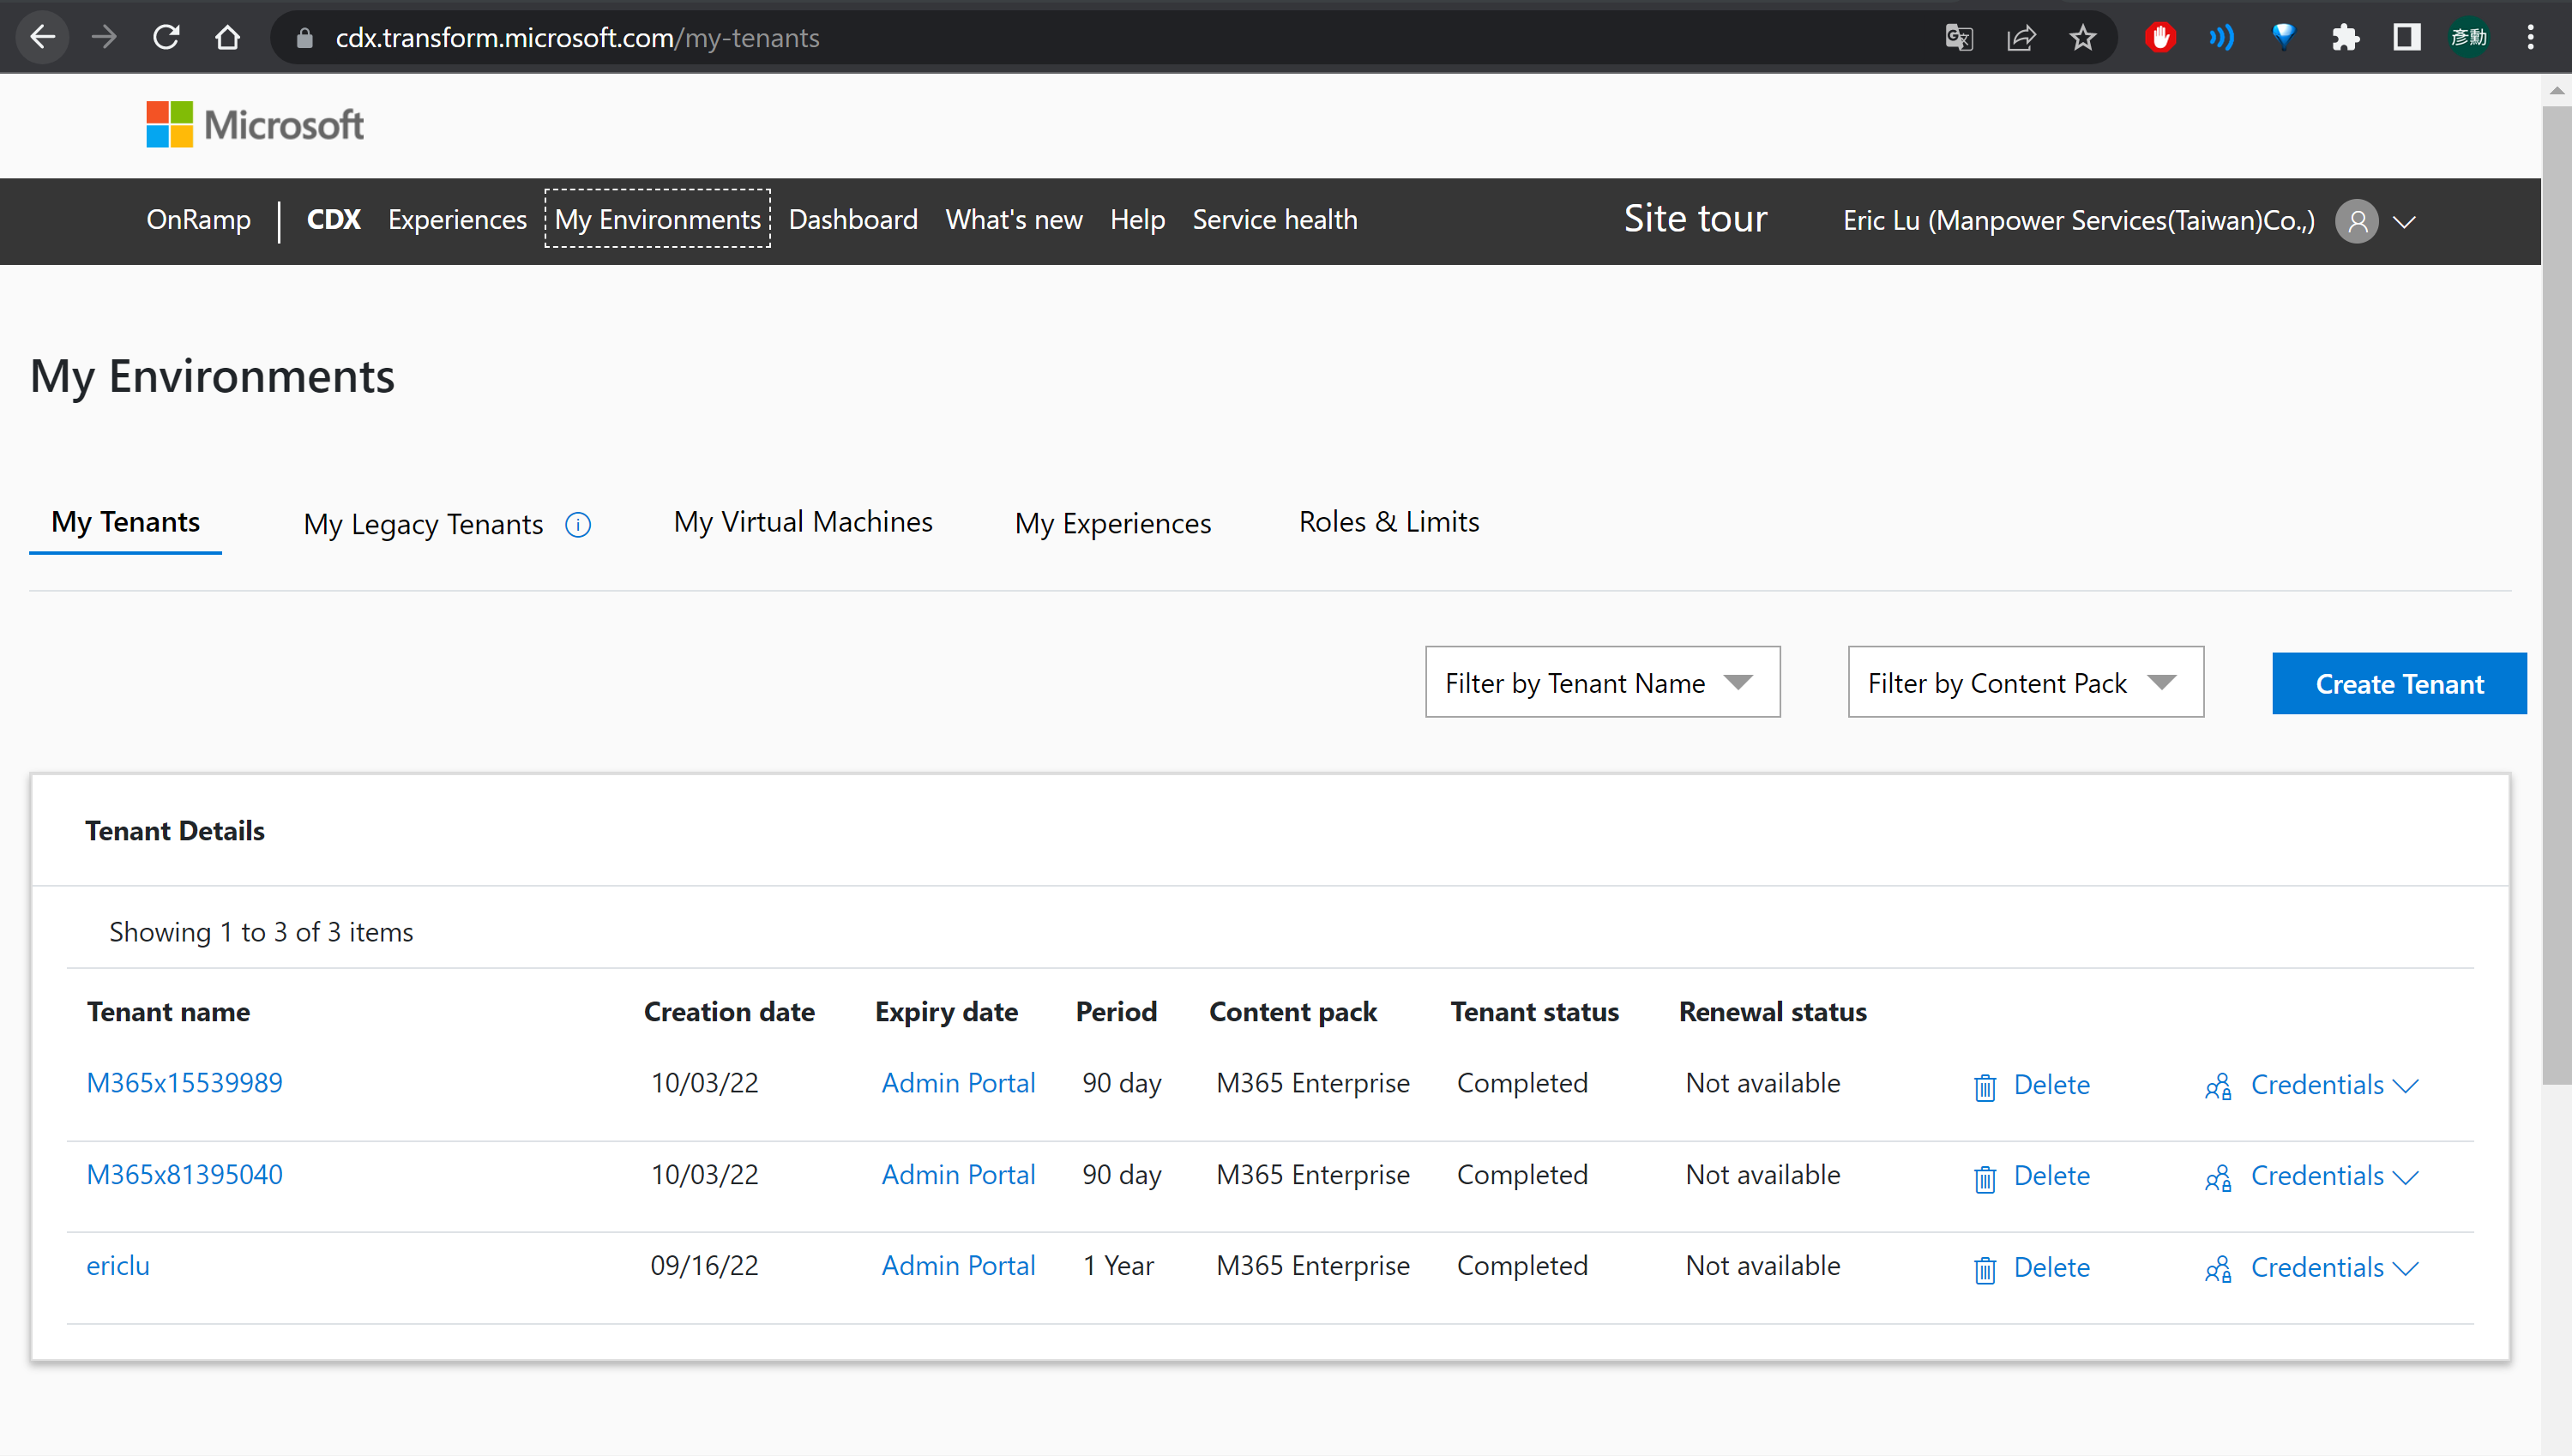 cdx.transform.microsoft.com/my-tenants
彥勳
Microsoft
OnRamp CDX Experiences My Environments Dashboard What's new Help Service health Site tour Eric Lu (Manpower Services(Taiwan)Co.,)
My Environments
My Tenants My Legacy Tenants My Virtual Machines My Experiences Roles & Limits
Filter by Tenant Name Filter by Content Pack Create Tenant
Tenant Details
Showing 1 to 3 of 3 items
Tenant name Creation date Expiry date Period Content pack Tenant status Renewal status
M365x15539989 10/03/22 Admin Portal 90 day M365 Enterprise Completed Not available Delete Credentials
M365x81395040 10/03/22 Admin Portal 90 day M365 Enterprise Completed Not available Delete Credentials
ericlu 09/16/22 Admin Portal 1 Year M365 Enterprise Completed Not available Delete Credentials